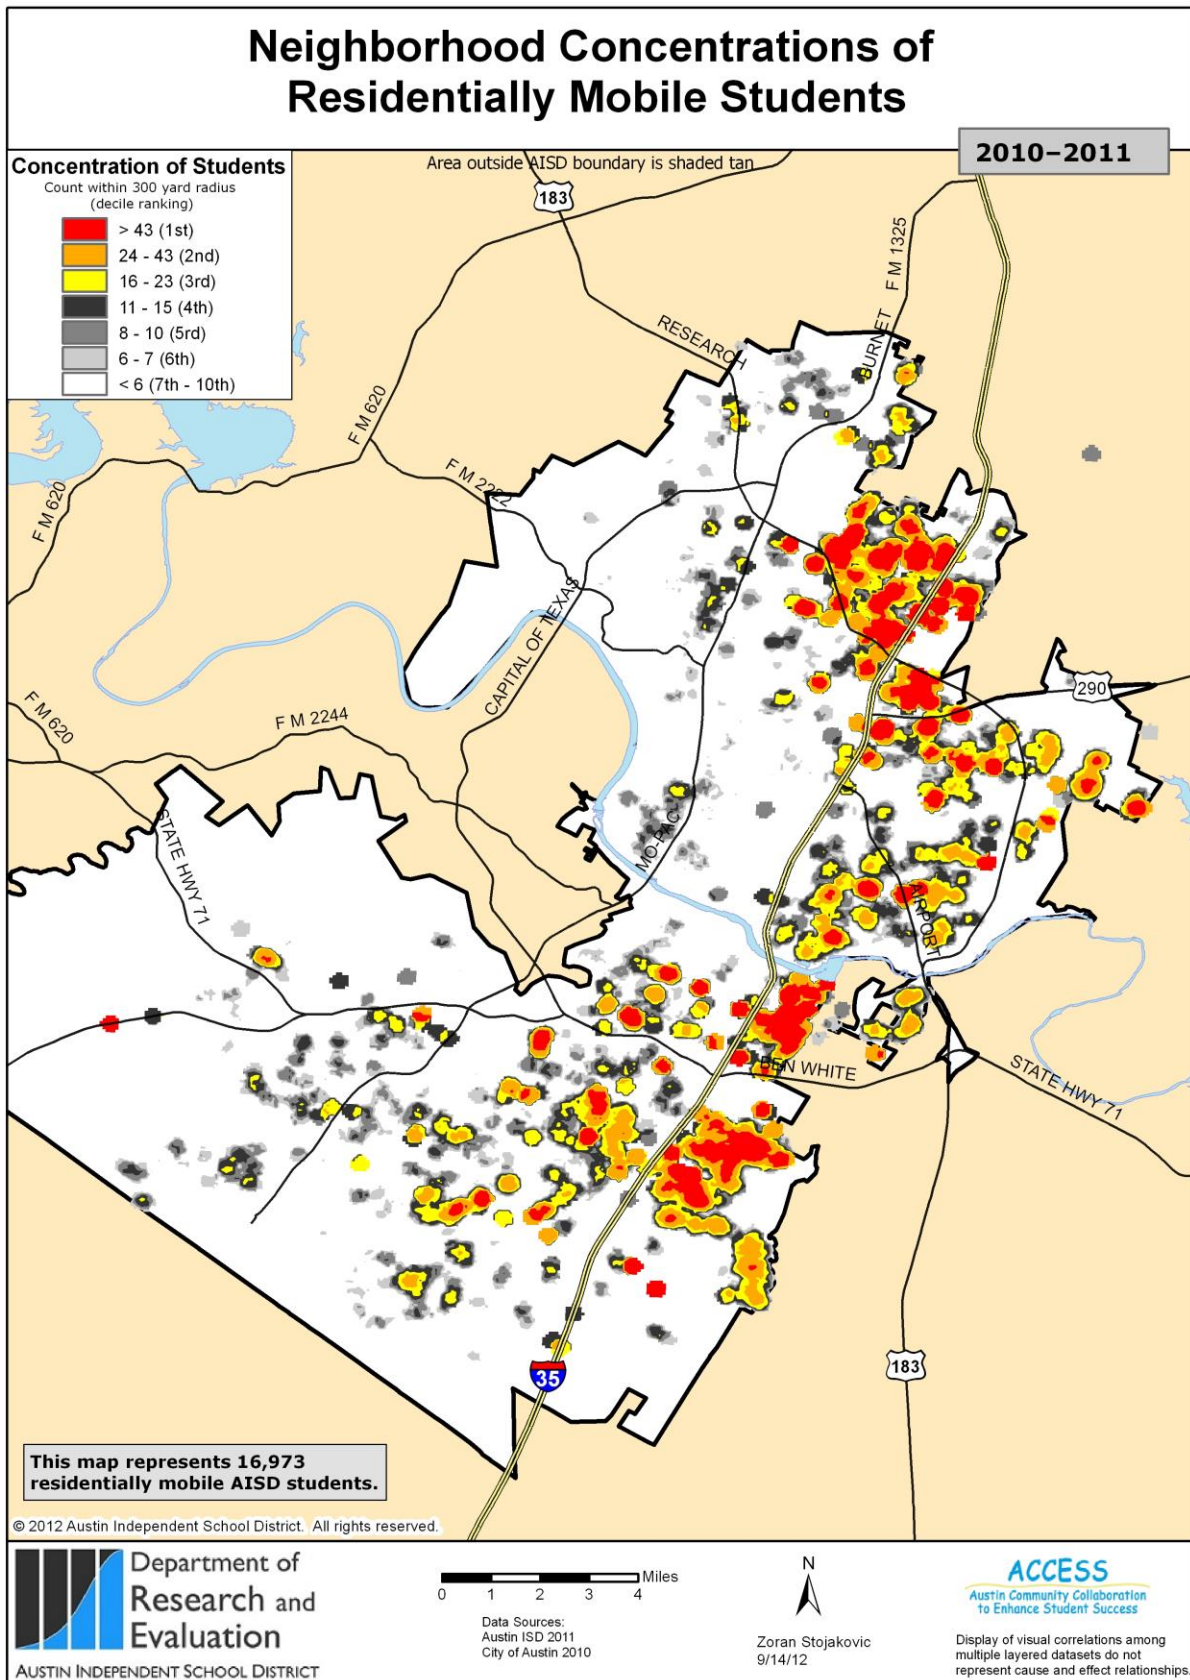 Neighborhood Concentrations of
Residentially Mobile Students
2010–2011
Area outside AISD boundary is shaded tan
Concentration of Students
Count within 300 yard radius
(decile ranking)
> 43 (1st)
24 - 43 (2nd)
16 - 23 (3rd)
11 - 15 (4th)
8 - 10 (5rd)
6 - 7 (6th)
< 6 (7th - 10th)
183
F M 1325
BURNET
RESEARCH
F M 620
F M 620
F M 2222
CAPITAL OF TEXAS
290
F M 620
F M 2244
STATE HWY 71
MO-PAC
AIRPORT
BEN WHITE
STATE HWY 71
183
35
This map represents 16,973
residentially mobile AISD students.
© 2012 Austin Independent School District. All rights reserved.
Department of
Research and
Evaluation
AUSTIN INDEPENDENT SCHOOL DISTRICT
0 1 2 3 4 Miles
Data Sources:
Austin ISD 2011
City of Austin 2010
N
Zoran Stojakovic
9/14/12
ACCESS
Austin Community Collaboration
to Enhance Student Success
Display of visual correlations among
multiple layered datasets do not
represent cause and effect relationships